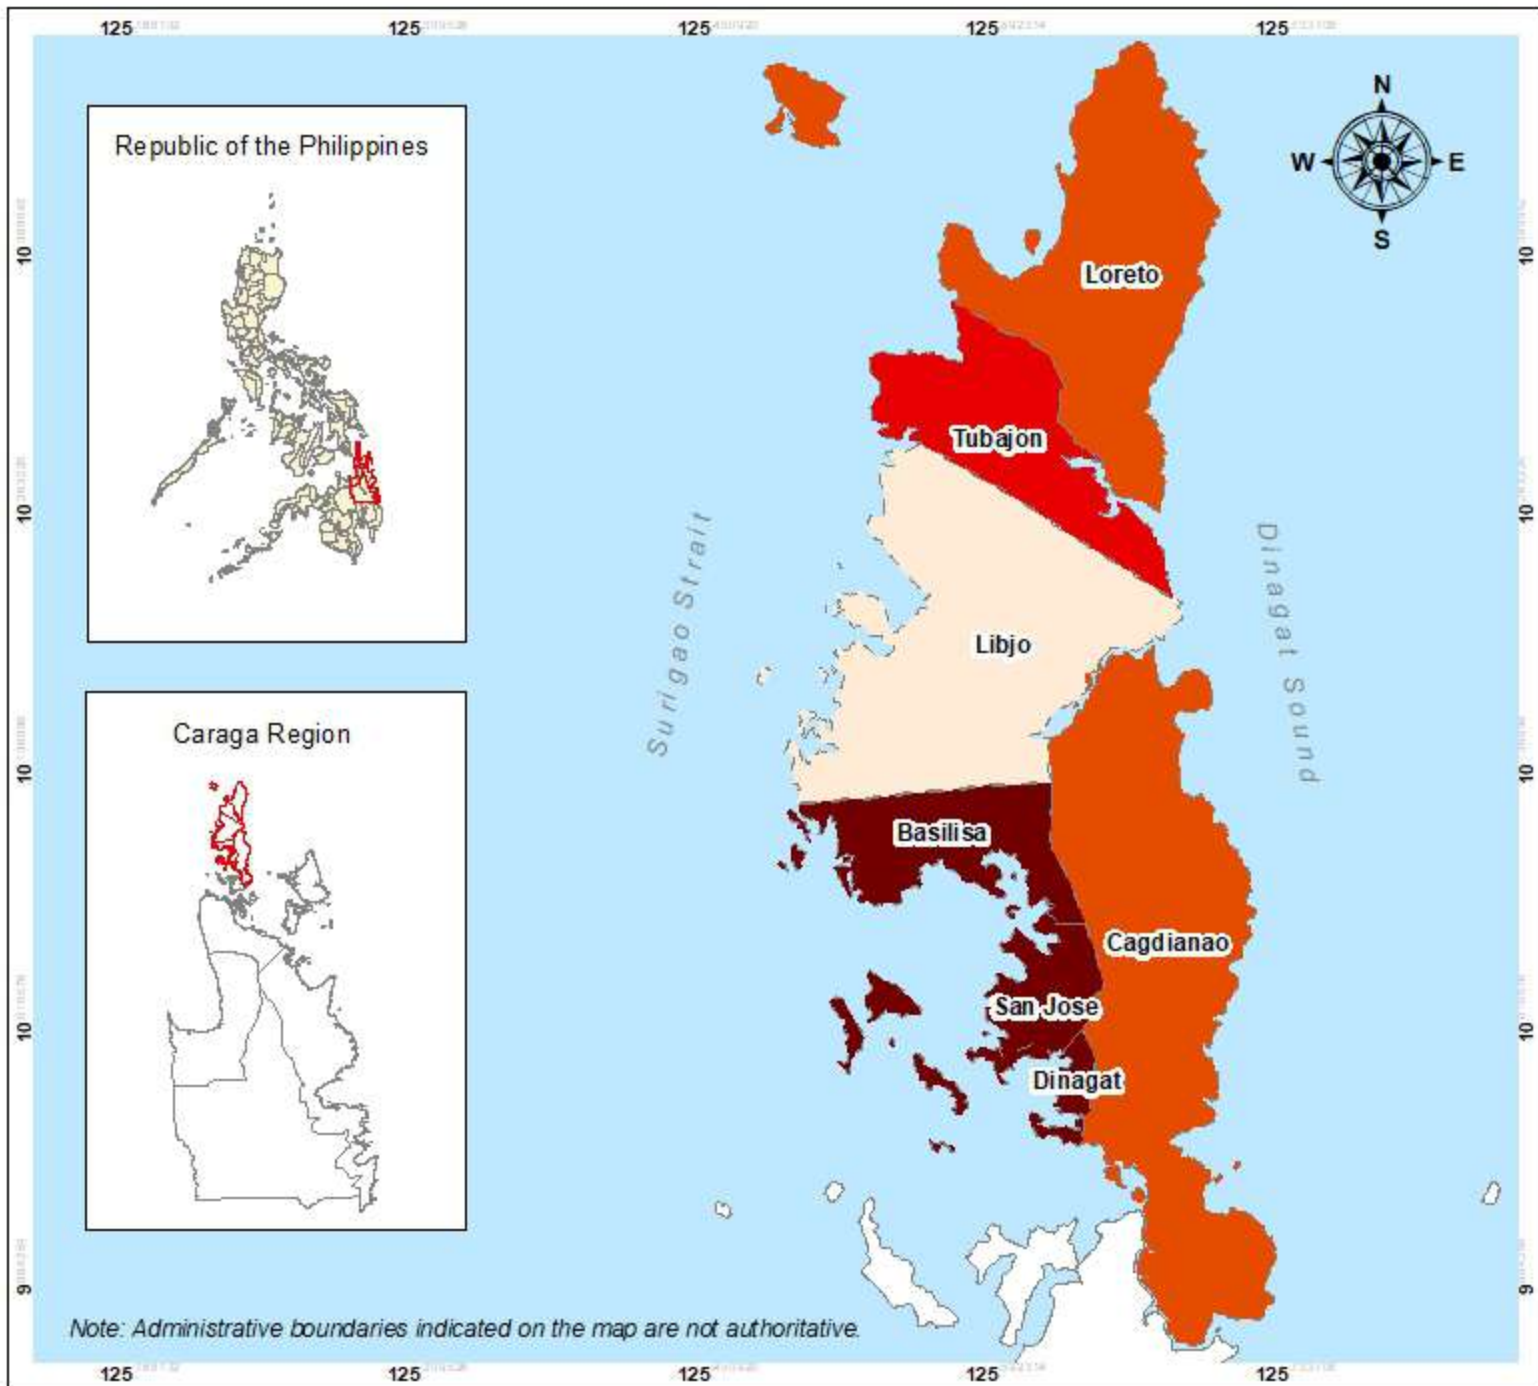 125 125 125 125 125
N
W E
S
Republic of the Philippines
10 10
Loreto
Tubajon
10 10
Surigao Strait
Dinagat Sound
Libjo
Caraga Region
10 10
Basilisa
Cagdianao
San Jose
10 10
Dinagat
9 9
Note: Administrative boundaries indicated on the map are not authoritative.
125 125 125 125 125